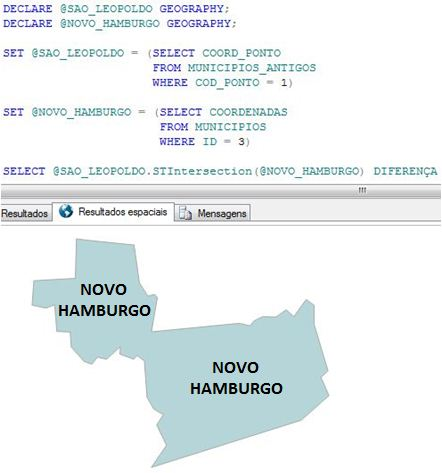 DECLARE @SAO_LEOPOLDO GEOGRAPHY;
DECLARE @NOVO_HAMBURGO GEOGRAPHY;
SET @SAO_LEOPOLDO = (SELECT COORD_PONTO
FROM MUNICIPIOS_ANTIGOS
WHERE COD_PONTO = 1)
SET @NOVO_HAMBURGO = (SELECT COORDENADAS
FROM MUNICIPIOS
WHERE ID = 3)
SELECT @SAO_LEOPOLDO.STIntersection(@NOVO_HAMBURGO) DIFERENÇA
Resultados Resultados espaciais Mensagens
NOVO
HAMBURGO
NOVO
HAMBURGO